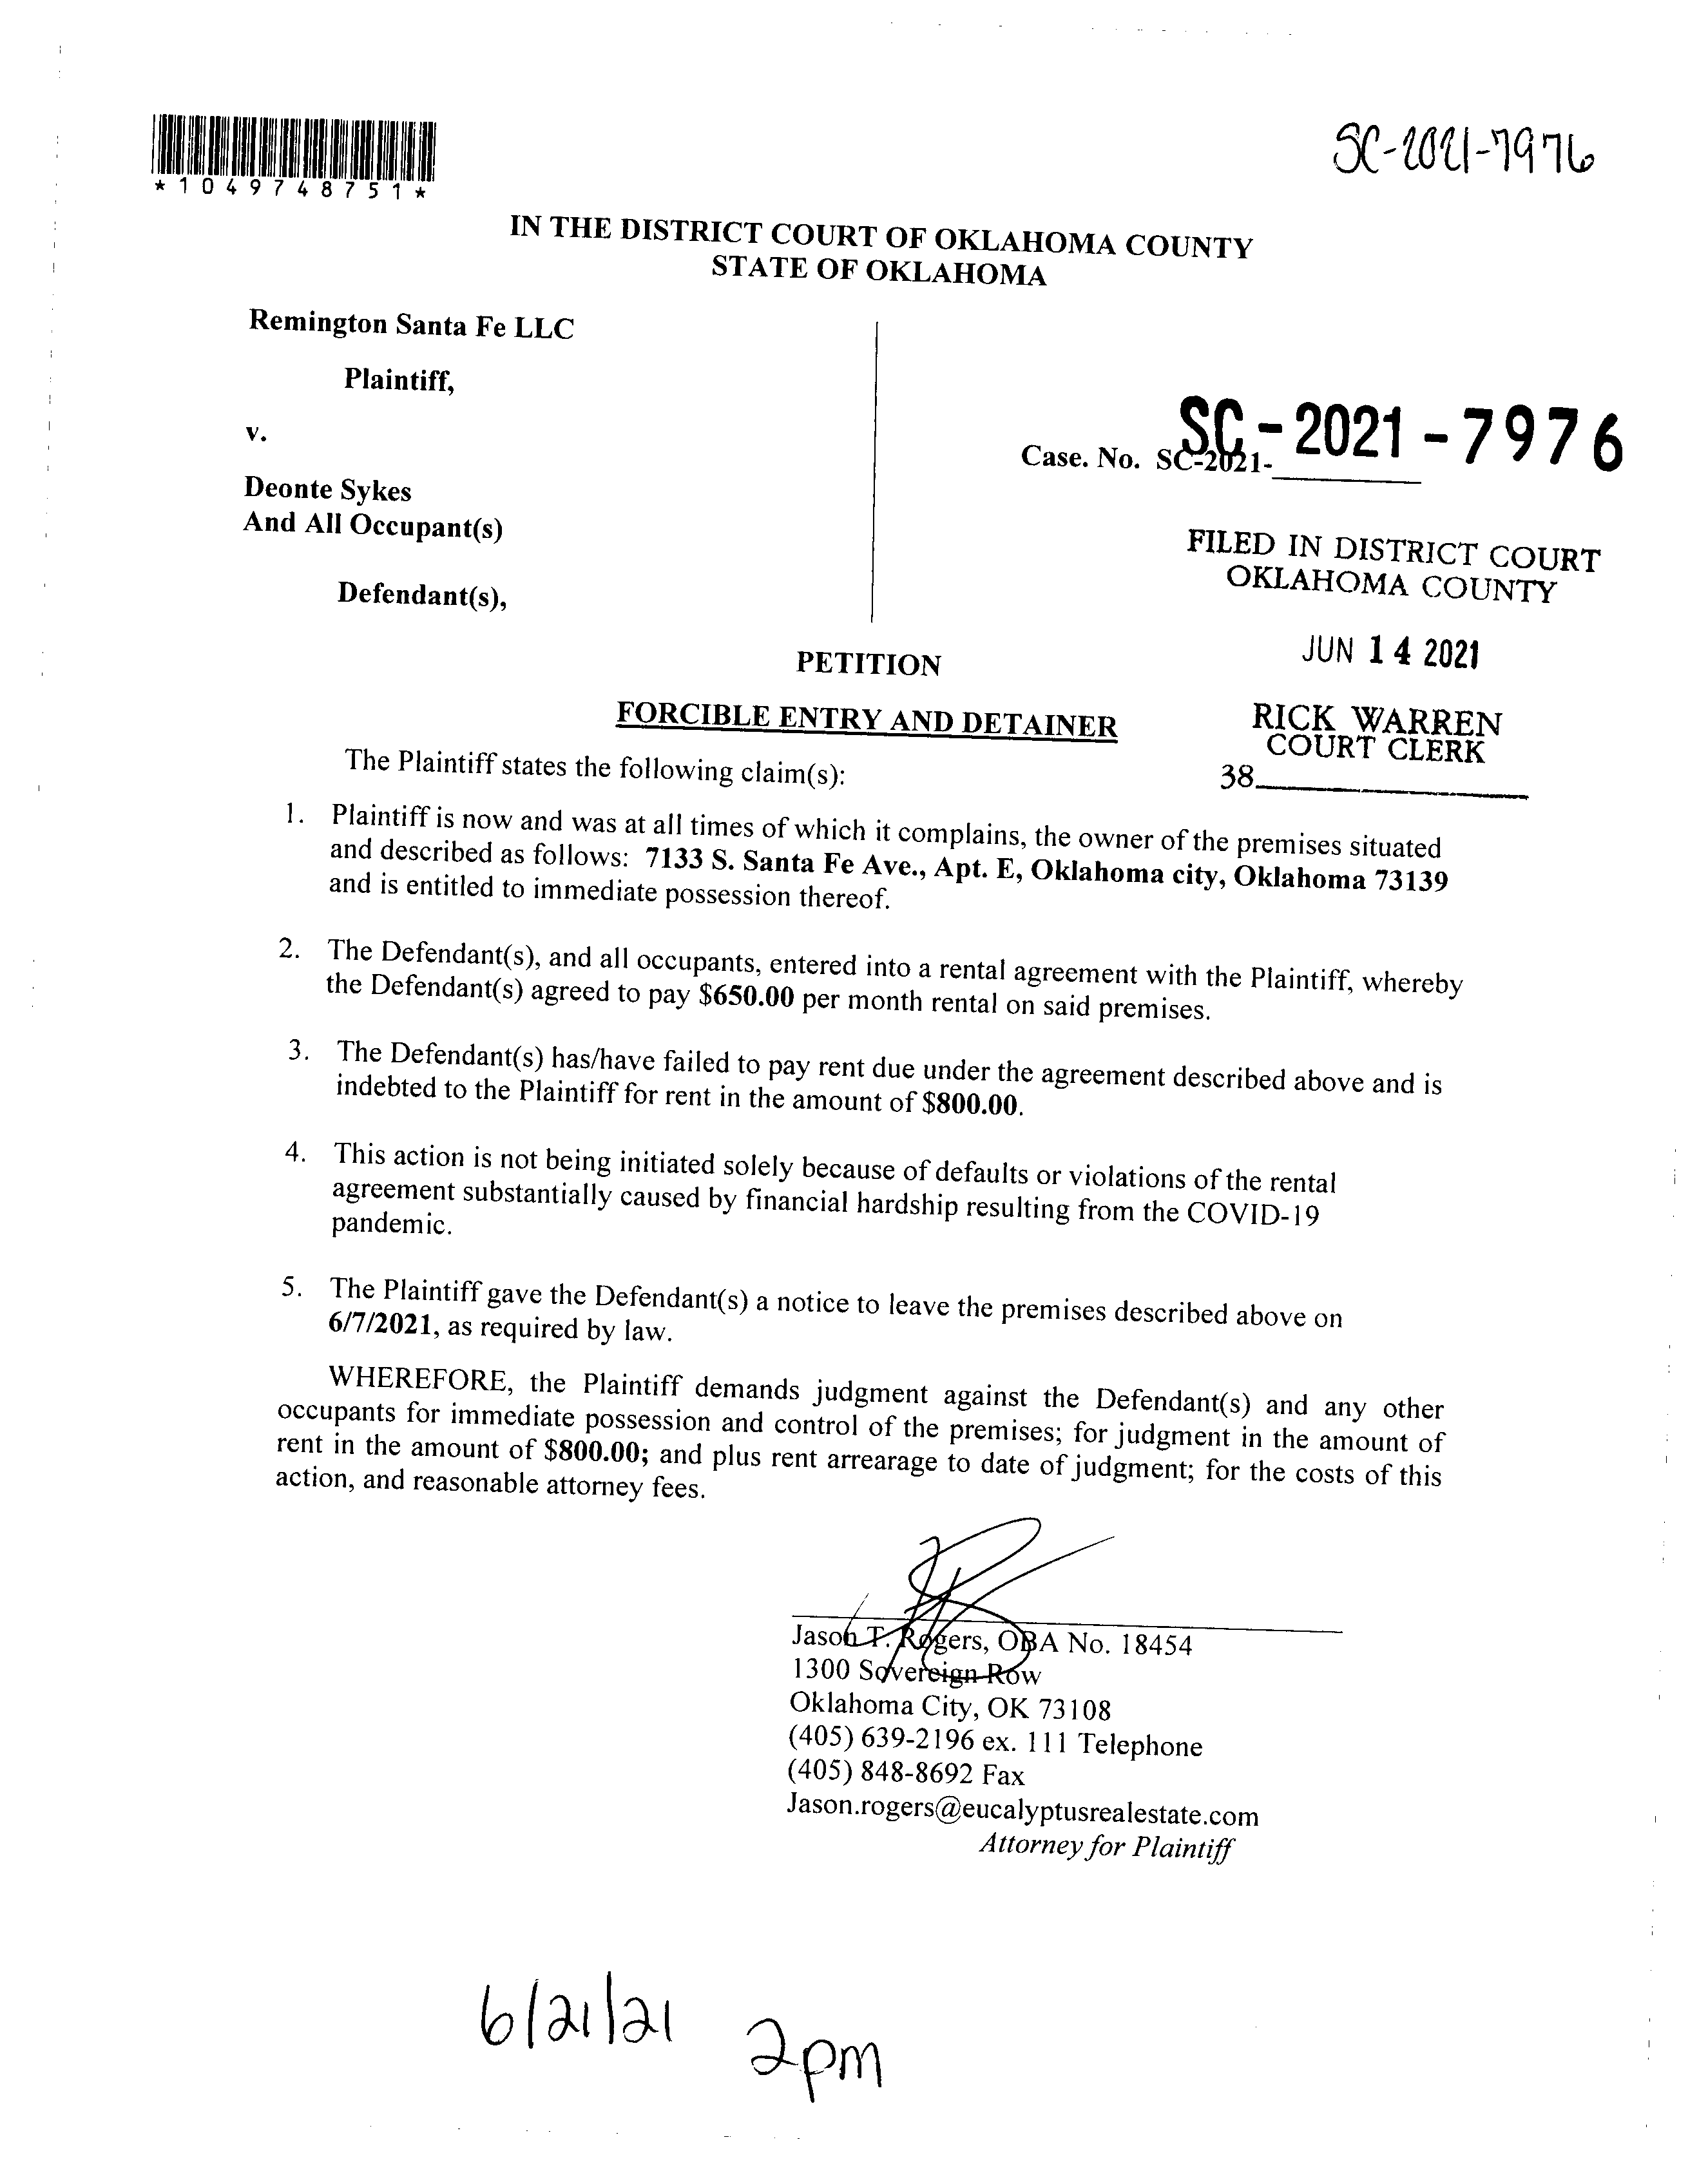 *1049748751*
SC-2021-7976
IN THE DISTRICT COURT OF OKLAHOMA COUNTY
STATE OF OKLAHOMA
Remington Santa Fe LLC
Plaintiff,
v.
Case. No. SC-2021-
SC-2021-7976
Deonte Sykes
And All Occupant(s)
FILED IN DISTRICT COURT
OKLAHOMA COUNTY
Defendant(s),
JUN 14 2021
PETITION
FORCIBLE ENTRY AND DETAINER
RICK WARREN
COURT CLERK
38
The Plaintiff states the following claim(s):
1. Plaintiff is now and was at all times of which it complains, the owner of the premises situated
and described as follows: 7133 S. Santa Fe Ave., Apt. E, Oklahoma city, Oklahoma 73139
and is entitled to immediate possession thereof.
2. The Defendant(s), and all occupants, entered into a rental agreement with the Plaintiff, whereby
the Defendant(s) agreed to pay $650.00 per month rental on said premises.
3. The Defendant(s) has/have failed to pay rent due under the agreement described above and is
indebted to the Plaintiff for rent in the amount of $800.00.
4. This action is not being initiated solely because of defaults or violations of the rental
agreement substantially caused by financial hardship resulting from the COVID-19
pandemic.
5. The Plaintiff gave the Defendant(s) a notice to leave the premises described above on
6/7/2021, as required by law.
WHEREFORE, the Plaintiff demands judgment against the Defendant(s) and any other
occupants for immediate possession and control of the premises; for judgment in the amount of
rent in the amount of $800.00; and plus rent arrearage to date of judgment; for the costs of this
action, and reasonable attorney fees.
Jason T. Rogers, OBA No. 18454
1300 Sovereign Row
Oklahoma City, OK 73108
(405) 639-2196 ex. 111 Telephone
(405) 848-8692 Fax
Jason.rogers@eucalyptusrealestate.com
Attorney for Plaintiff
6/21/21 2pm